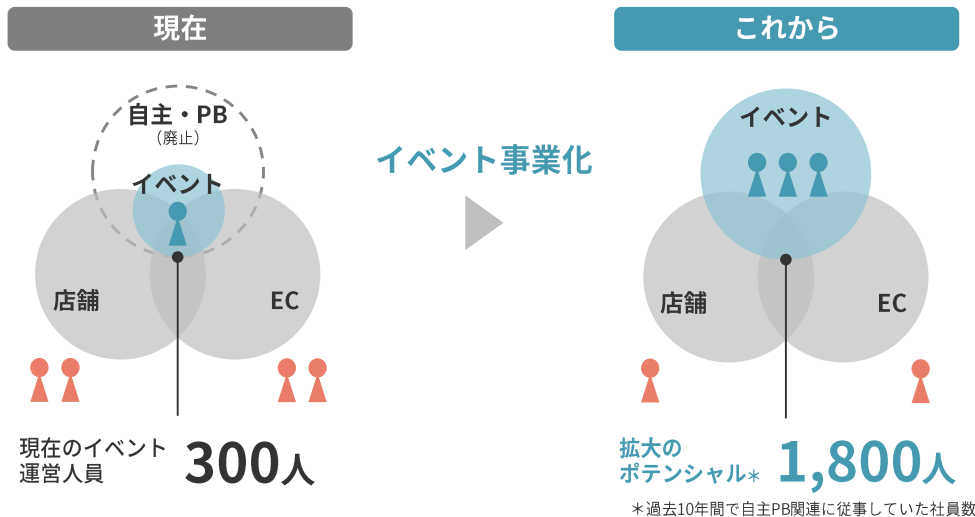 現在
自主・PB
（廃止）
イベント
店舗
EC
現在のイベント
運営人員
300人
イベント事業化
これから
イベント
店舗
EC
拡大の
ポテンシャル＊
1,800人
＊過去10年間で自主PB関連に従事していた社員数